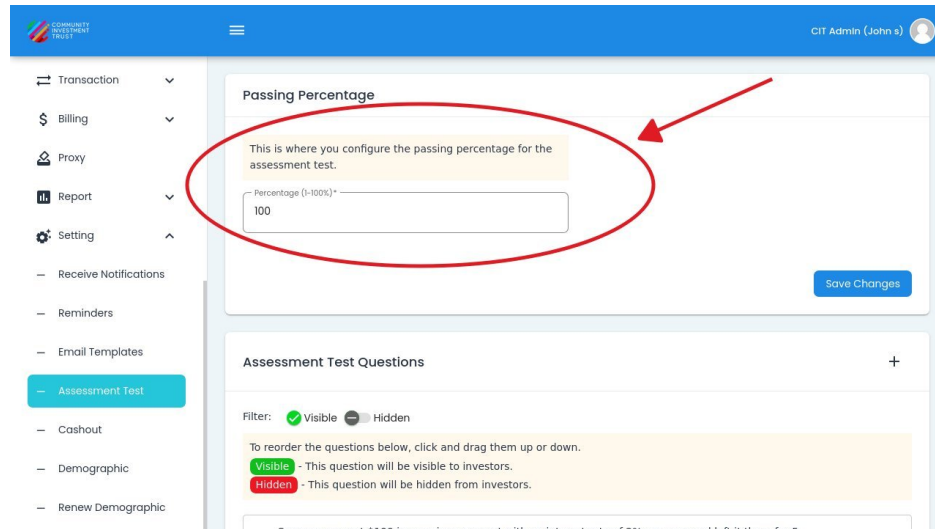 COMMUNITY
INVESTMENT
TRUST
CIT Admin (John s)
Transaction
Billing
Proxy
Report
Setting
Receive Notifications
Reminders
Email Templates
Assessment Test
Cashout
Demographic
Renew Demographic
Passing Percentage
This is where you configure the passing percentage for the
assessment test.
Percentage (1-100%)*
100
Save Changes
Assessment Test Questions
Filter: Visible Hidden
To reorder the questions below, click and drag them up or down.
Visible - This question will be visible to investors.
Hidden - This question will be hidden from investors.